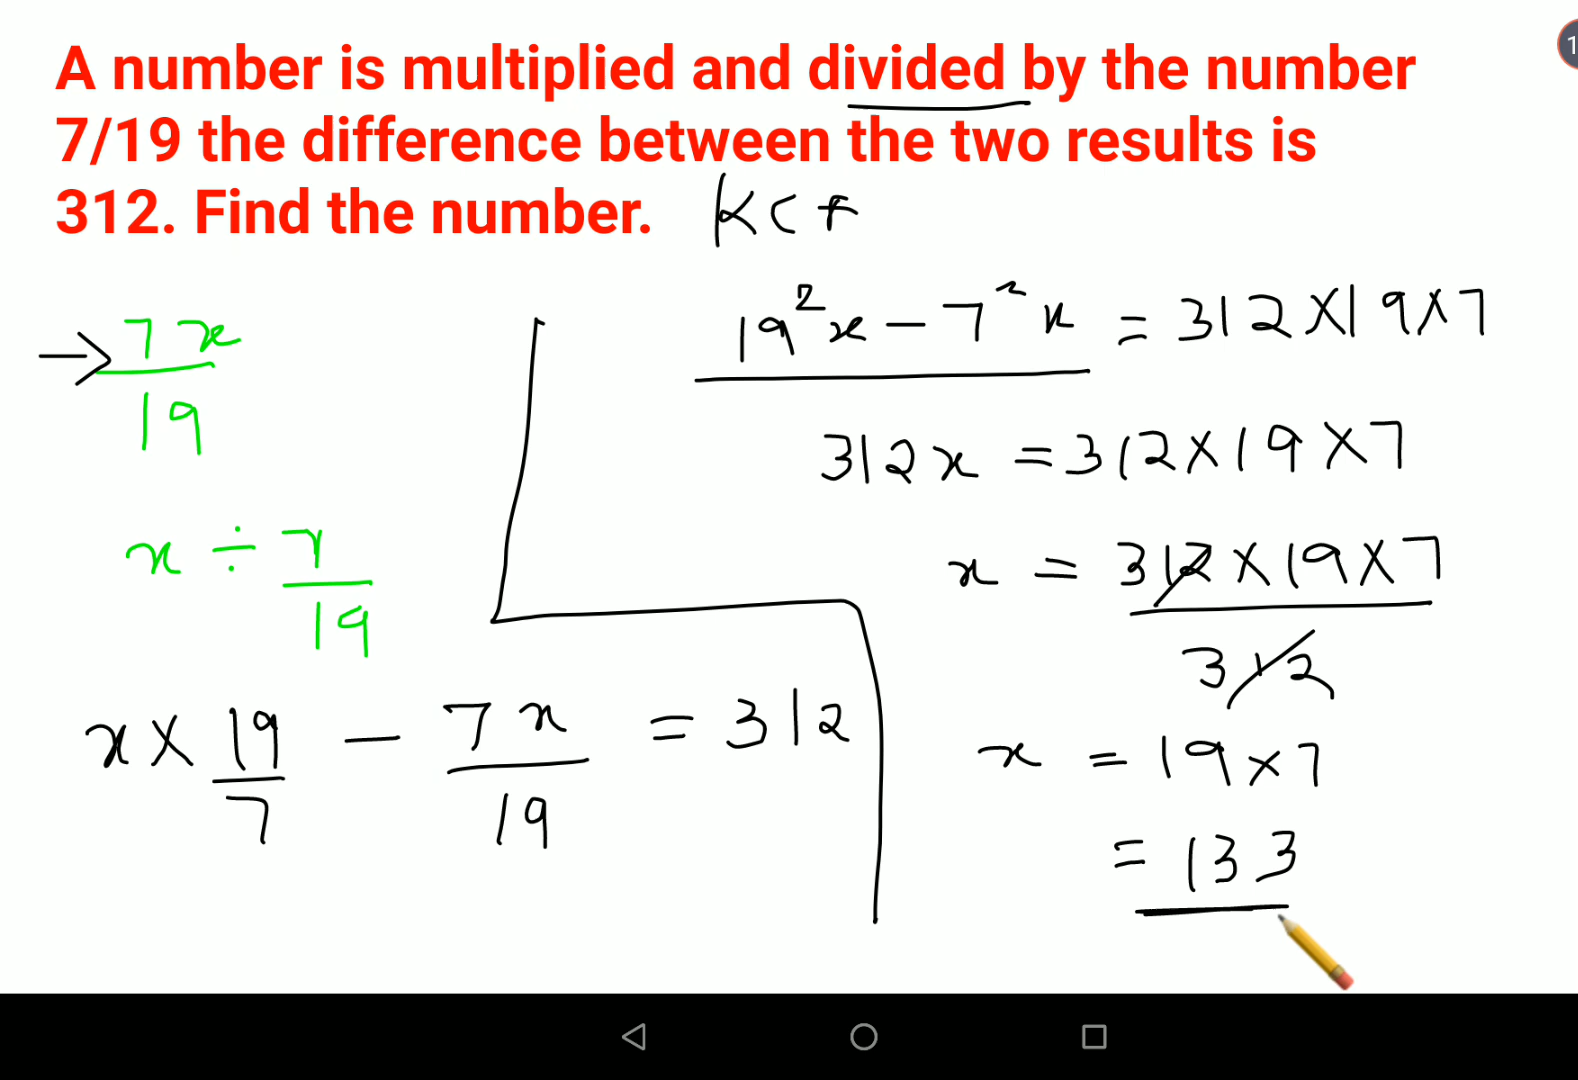 A number is multiplied and divided by the number
7/19 the difference between the two results is
312. Find the number. KCF
7x
19
x ÷ 7
19
x × 19/7 - 7x/19 = 312
19²x - 7²x = 312 × 19 × 7
312x = 312 × 19 × 7
x = 312 × 19 × 7
312
x = 19 × 7
= 133
1